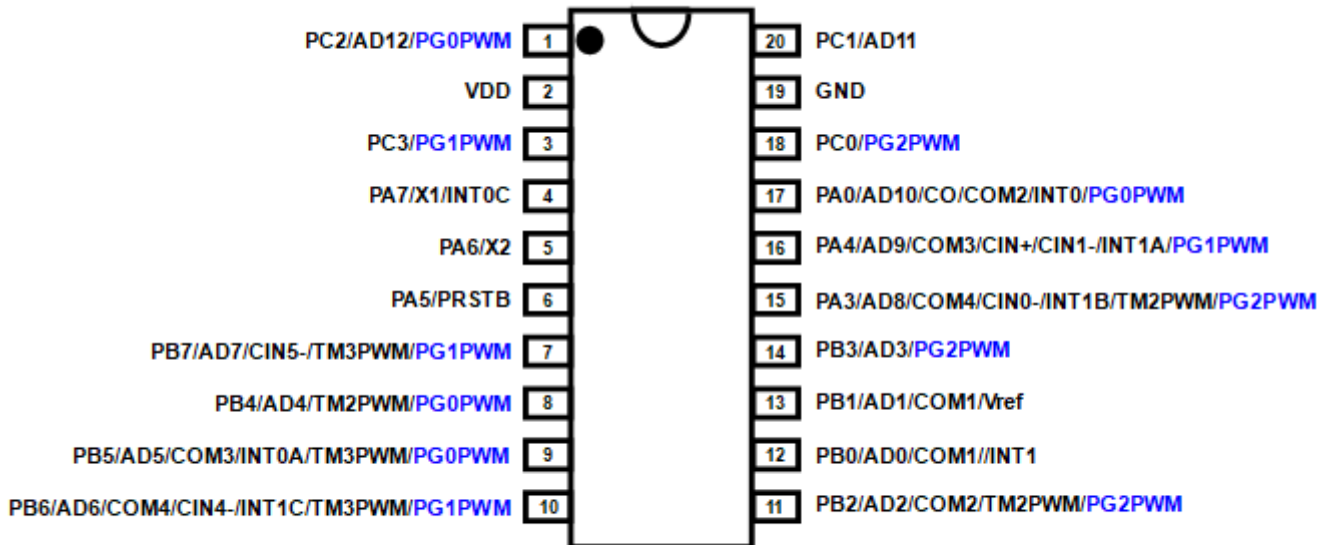 PC2/AD12/PG0PWM 1 20 PC1/AD11
VDD 2 19 GND
PC3/PG1PWM 3 18 PC0/PG2PWM
PA7/X1/INT0C 4 17 PA0/AD10/CO/COM2/INT0/PG0PWM
PA6/X2 5 16 PA4/AD9/COM3/CIN+/CIN1-/INT1A/PG1PWM
PA5/PRSTB 6 15 PA3/AD8/COM4/CIN0-/INT1B/TM2PWM/PG2PWM
PB7/AD7/CIN5-/TM3PWM/PG1PWM 7 14 PB3/AD3/PG2PWM
PB4/AD4/TM2PWM/PG0PWM 8 13 PB1/AD1/COM1/Vref
PB5/AD5/COM3/INT0A/TM3PWM/PG0PWM 9 12 PB0/AD0/COM1//INT1
PB6/AD6/COM4/CIN4-/INT1C/TM3PWM/PG1PWM 10 11 PB2/AD2/COM2/TM2PWM/PG2PWM